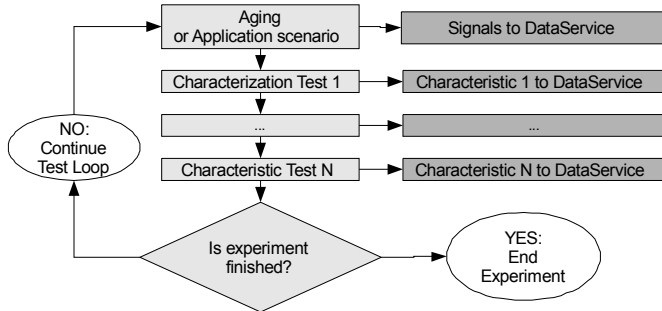 Aging
or Application scenario
Signals to DataService
Characterization Test 1
Characteristic 1 to DataService
...
...
Characteristic Test N
Characteristic N to DataService
NO:
Continue
Test Loop
Is experiment
finished?
YES:
End
Experiment